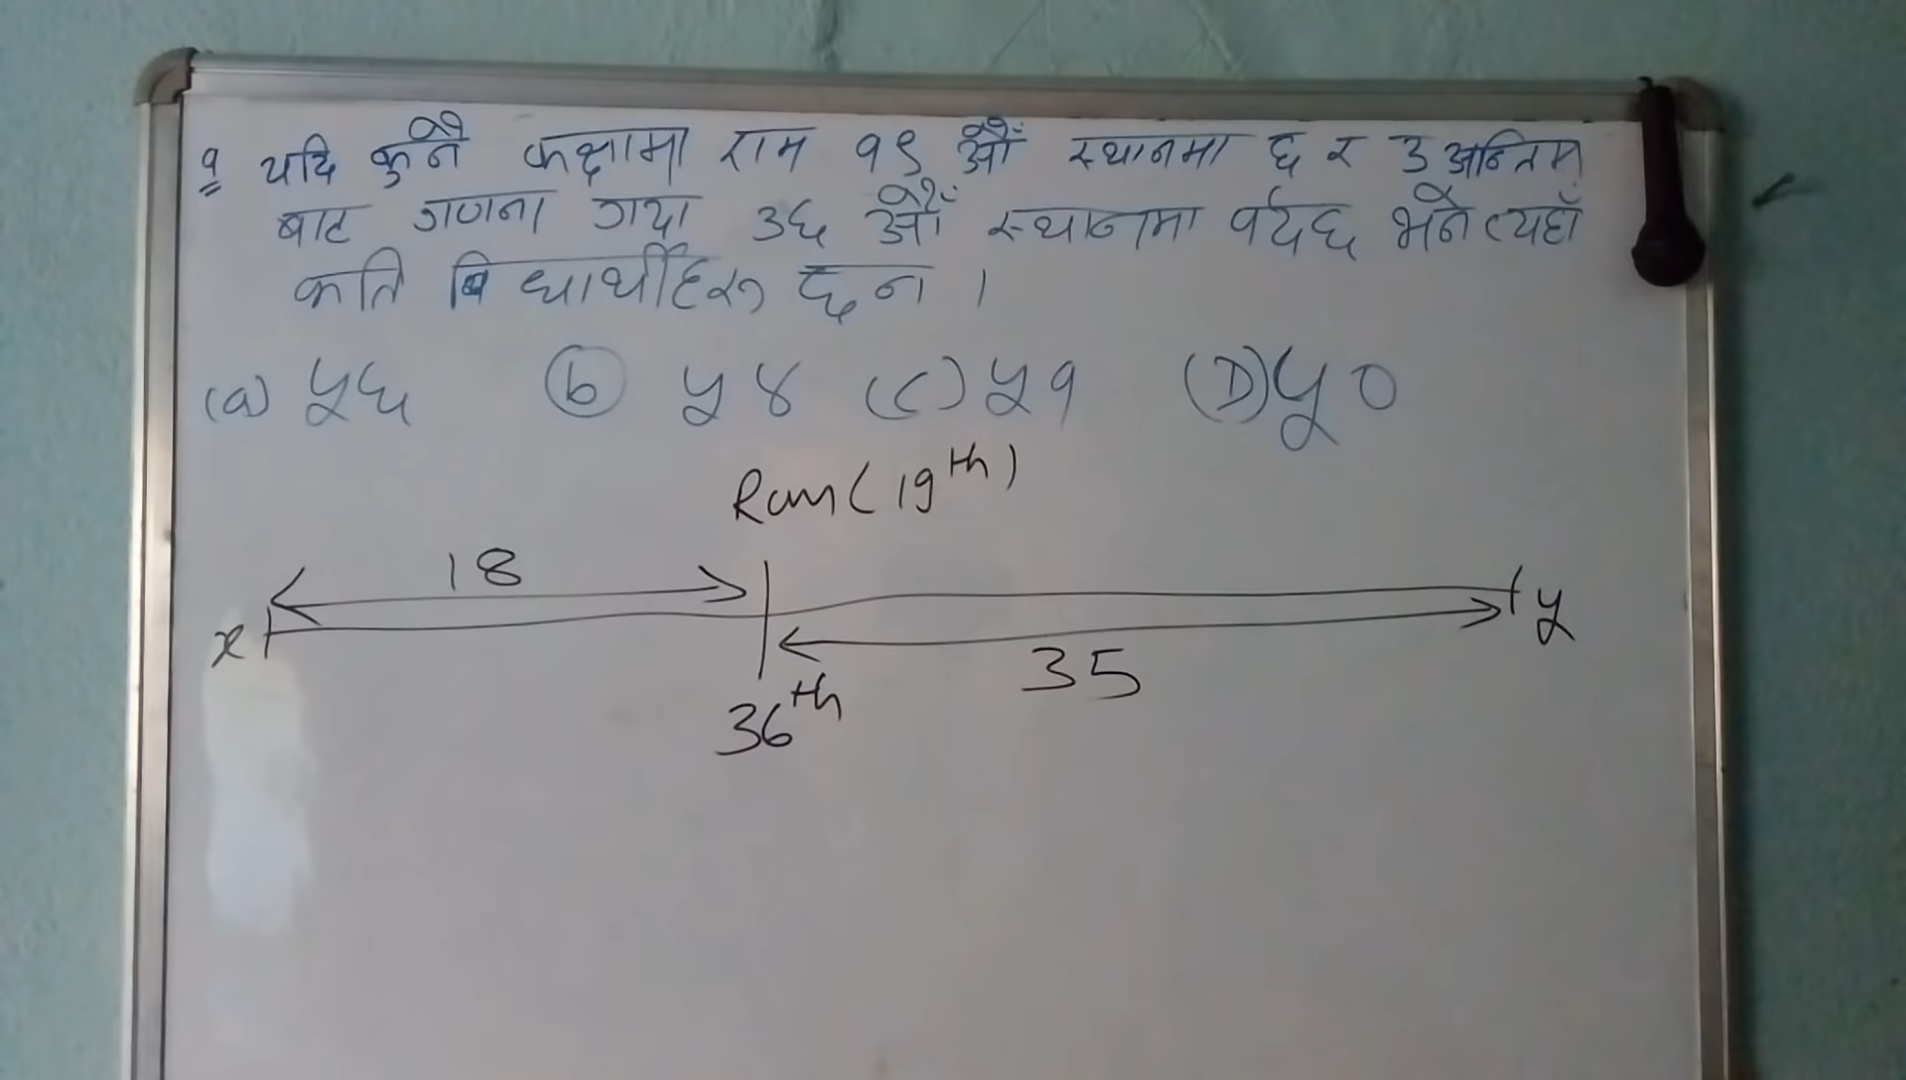 १ यदि कुनै कक्षामा राम १९ औं स्थानमा छ र उ अन्तिम
बाट गणना गर्दा ३६ औं स्थानमा पर्दछ भने त्यहाँ
कति विद्यार्थीहरू छन ।
(a) ५६ (b) ५४ (C) ५१ (D) ५०
Ram (19th)
18
x y
36th 35